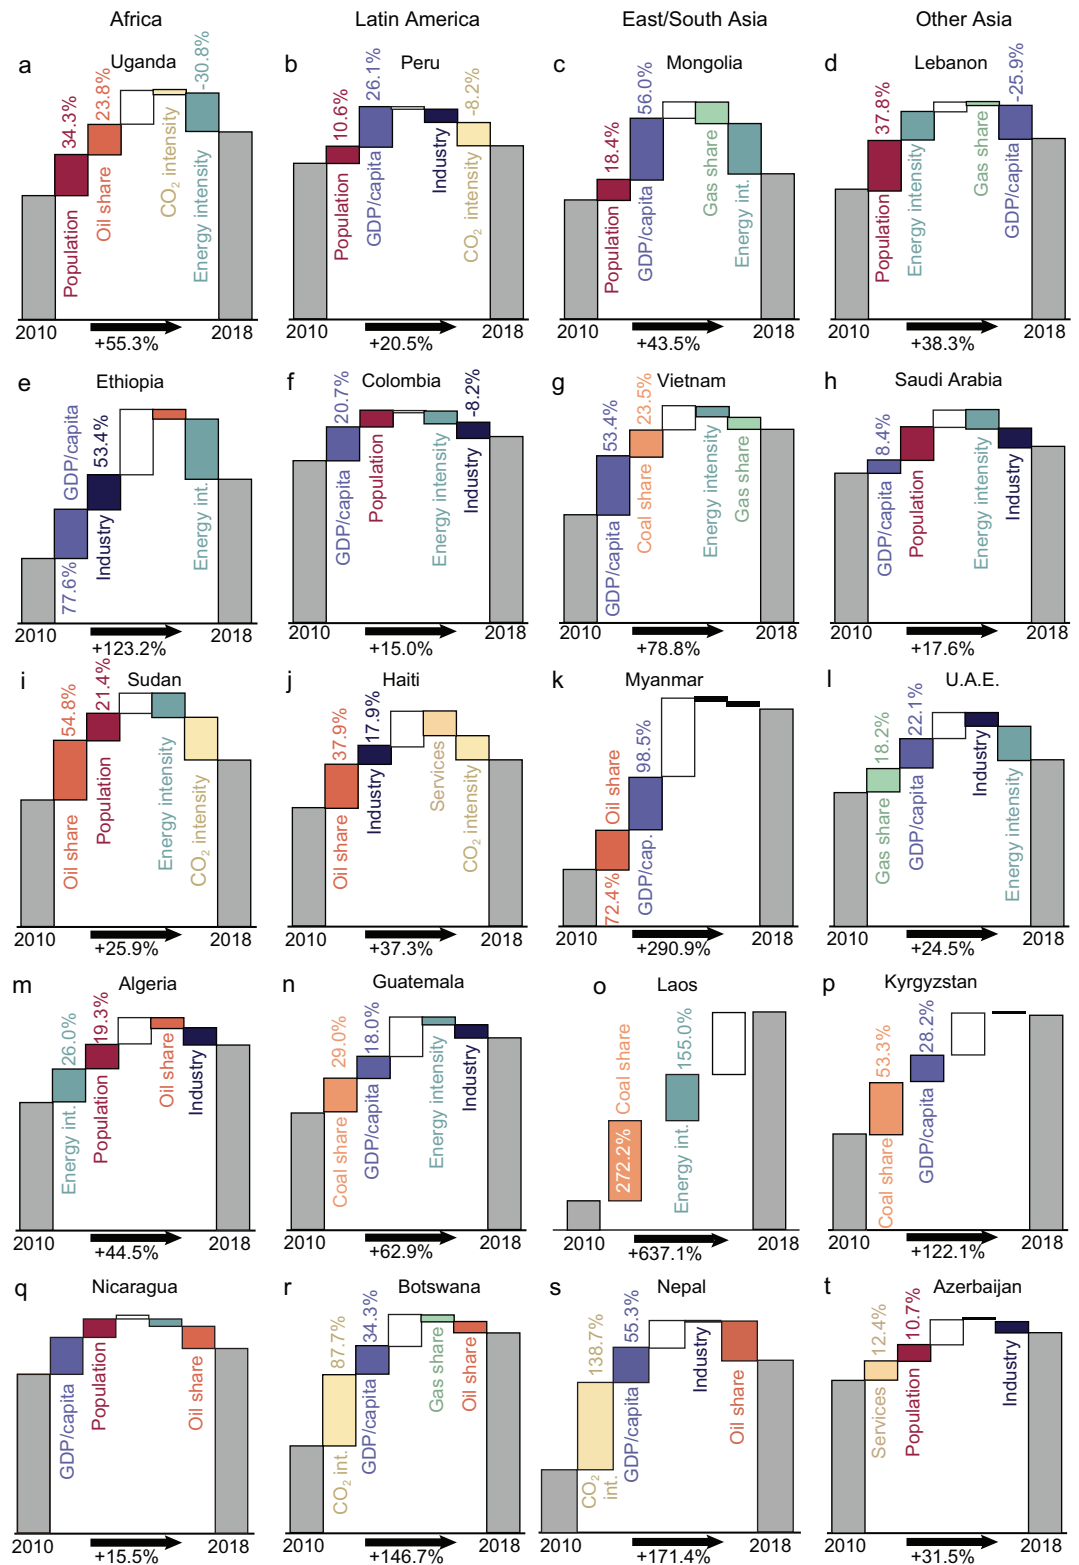 Africa
Latin America
East/South Asia
Other Asia
a
Uganda
34.3%
23.8%
-30.8%
Population
Oil share
CO₂ intensity
Energy intensity
2010
2018
+55.3%
b
Peru
10.6%
26.1%
-8.2%
Population
GDP/capita
Industry
CO₂ intensity
2010
2018
+20.5%
c
Mongolia
18.4%
56.0%
Population
GDP/capita
Gas share
Energy int.
2010
2018
+43.5%
d
Lebanon
37.8%
-25.9%
Population
Energy intensity
Gas share
GDP/capita
2010
2018
+38.3%
e
Ethiopia
GDP/capita
53.4%
77.6%
Industry
Energy int.
2010
2018
+123.2%
f
Colombia
20.7%
-8.2%
GDP/capita
Population
Energy intensity
Industry
2010
2018
+15.0%
g
Vietnam
53.4%
23.5%
GDP/capita
Coal share
Energy intensity
Gas share
2010
2018
+78.8%
h
Saudi Arabia
8.4%
GDP/capita
Population
Energy intensity
Industry
2010
2018
+17.6%
i
Sudan
54.8%
21.4%
Oil share
Population
Energy intensity
CO₂ intensity
2010
2018
+25.9%
j
Haiti
37.9%
17.9%
Oil share
Industry
Services
CO₂ intensity
2010
2018
+37.3%
k
Myanmar
Oil share
98.5%
72.4%
GDP/cap.
2010
2018
+290.9%
l
U.A.E.
18.2%
22.1%
Gas share
GDP/capita
Industry
Energy intensity
2010
2018
+24.5%
m
Algeria
26.0%
19.3%
Energy int.
Population
Oil share
Industry
2010
2018
+44.5%
n
Guatemala
29.0%
18.0%
Coal share
GDP/capita
Energy intensity
Industry
2010
2018
+62.9%
o
Laos
Coal share
155.0%
272.2%
Energy int.
2010
2018
+637.1%
p
Kyrgyzstan
53.3%
28.2%
Coal share
GDP/capita
2010
2018
+122.1%
q
Nicaragua
GDP/capita
Population
Oil share
2010
2018
+15.5%
r
Botswana
87.7%
34.3%
CO₂ int.
GDP/capita
Gas share
Oil share
2010
2018
+146.7%
s
Nepal
138.7%
55.3%
CO₂
int.
GDP/capita
Industry
Oil share
2010
2018
+171.4%
t
Azerbaijan
12.4%
10.7%
Services
Population
Industry
2010
2018
+31.5%